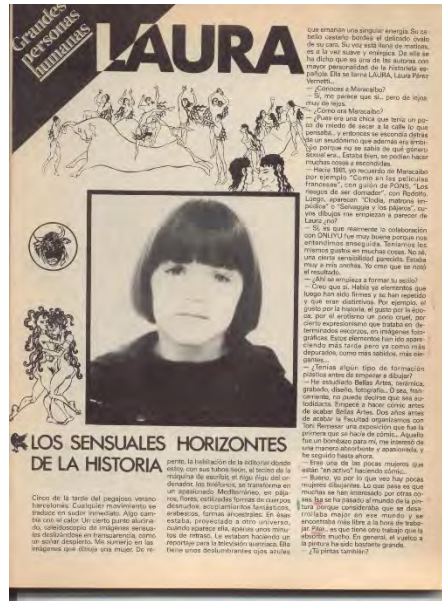 Grandes
personas
humanas
LAURA
LOS SENSUALES HORIZONTES
DE LA HISTORIA
Cinco de la tarde del pegajoso verano
barcelonés. Cualquier movimiento se
traduce en sudor inmediato. Algo cam-
bia con el calor. Un cierto punto alucina-
do, caleidoscopio de imágenes sensua-
les deslizándose en transparencia, como
un soñar despierto. Me sumerjo en las
imágenes que dibuja una mujer. De re-
pente, la habitación de la editorial donde
estoy, con sus tubos neón, el tecleo de la
máquina de escribir, el rligu rligu del or-
denador, los teléfonos, se transforma en
un apasionado Mediterráneo, en pája-
ros, flores, estilizadas formas de cuerpos
desnudos, acoplamientos fantásticos,
arabescos, formas ancestrales. En esas
estaba, proyectado a otro universo,
cuando aparece ella, apenas unos minu-
tos de retraso. Le estaban haciendo un
reportaje para la televisión
tiene unos deslumbrantes ojos azules
que emanan una singular energía. Su ca-
bello castaño bordea el delicado óvalo
de su cara. Su voz está llena de matices,
es a la vez suave y enérgica. De ella se
ha dicho que es una de las autoras con
mayor personalidad de la historieta es-
pañola. Ella se llama LAURA, Laura Pérez
Vernetti...
— ¿Conoces a Maracaibo?
— Sí, me parece que sí... pero de lejos,
muy de lejos.
— ¿Cómo era Maracaibo?
— ¿Pues era una chica que tenía un po-
co de miedo de sacar a la calle lo que
pensaba... y entonces se escondía detrás
de un seudónimo que además era ambi-
guo porque no se sabía de qué género
sexual era... Estaba bien, se podían hacer
muchas cosas a escondidas.
— Hacia 1981, yo recuerdo de Maracaibo
por ejemplo "Como en las películas
francesas", con guión de PONS, "Los
riesgos de ser domador", con Rodolfo.
Luego, aparecen "Clodia, matrona im-
púdica" o "Selvaggia y los pájaros", cu-
yos dibujos me empiezan a parecer de
Laura ¿no?
— Sí, es que realmente la colaboración
con ONLIYU fue muy buena porque nos
entendimos enseguida. Teníamos los
mismos gustos en muchas cosas. No sé,
una cierta sensibilidad parecida. Estaba
muy a mis anchas. Yo creo que se notó
el resultado.
— ¿Ahí se empieza a formar tu estilo?
— Creo que sí. Había ya elementos que
luego han sido firmes y se han repetido
y que eran distintivos. Por ejemplo, el
gusto por la historia, el gusto por la épo-
ca, por el erotismo un poco cruel, por
cierto expresionismo que trataba en de-
terminados escorzos, en imágenes foto-
gráficas. Estos elementos han ido apare-
ciendo más tarde pero ya como más
depurados, como más sabidos, más ele-
gantes...
— ¿Tenías algún tipo de formación
plástica antes de empezar a dibujar?
— He estudiado Bellas Artes, cerámica,
grabado, diseño, fotografía... O sea, fran-
camente, no puede decirse que sea au-
todidacta. Empecé a hacer cómic antes
de acabar Bellas Artes. Dos años antes
de acabar la Facultad organizamos con
Toni Remesar una exposición que fue la
primera que se hacía de cómic... Aquello
fue un bombazo para mí, me interesó de
una manera absorbente y apasionada, y
he seguido hasta ahora.
— Eras una de las pocas mujeres que
están "en activo" haciendo cómic...
— Bueno, yo por lo que veo hay pocas
mujeres dibujantes. Lo que pasa es que
muchas se han interesado por otras co-
sas. Isa se ha pasado al mundo de la pin-
tura porque consideraba que se desa-
rrollaba mejor en ese mundo y se
encontraba más libre a la hora de traba-
jar. Pilar... es que tiene otro trabajo que la
absorbe mucho. En general, el vuelco a
la pintura ha sido bastante grande.
— ¿Tú pintas también?